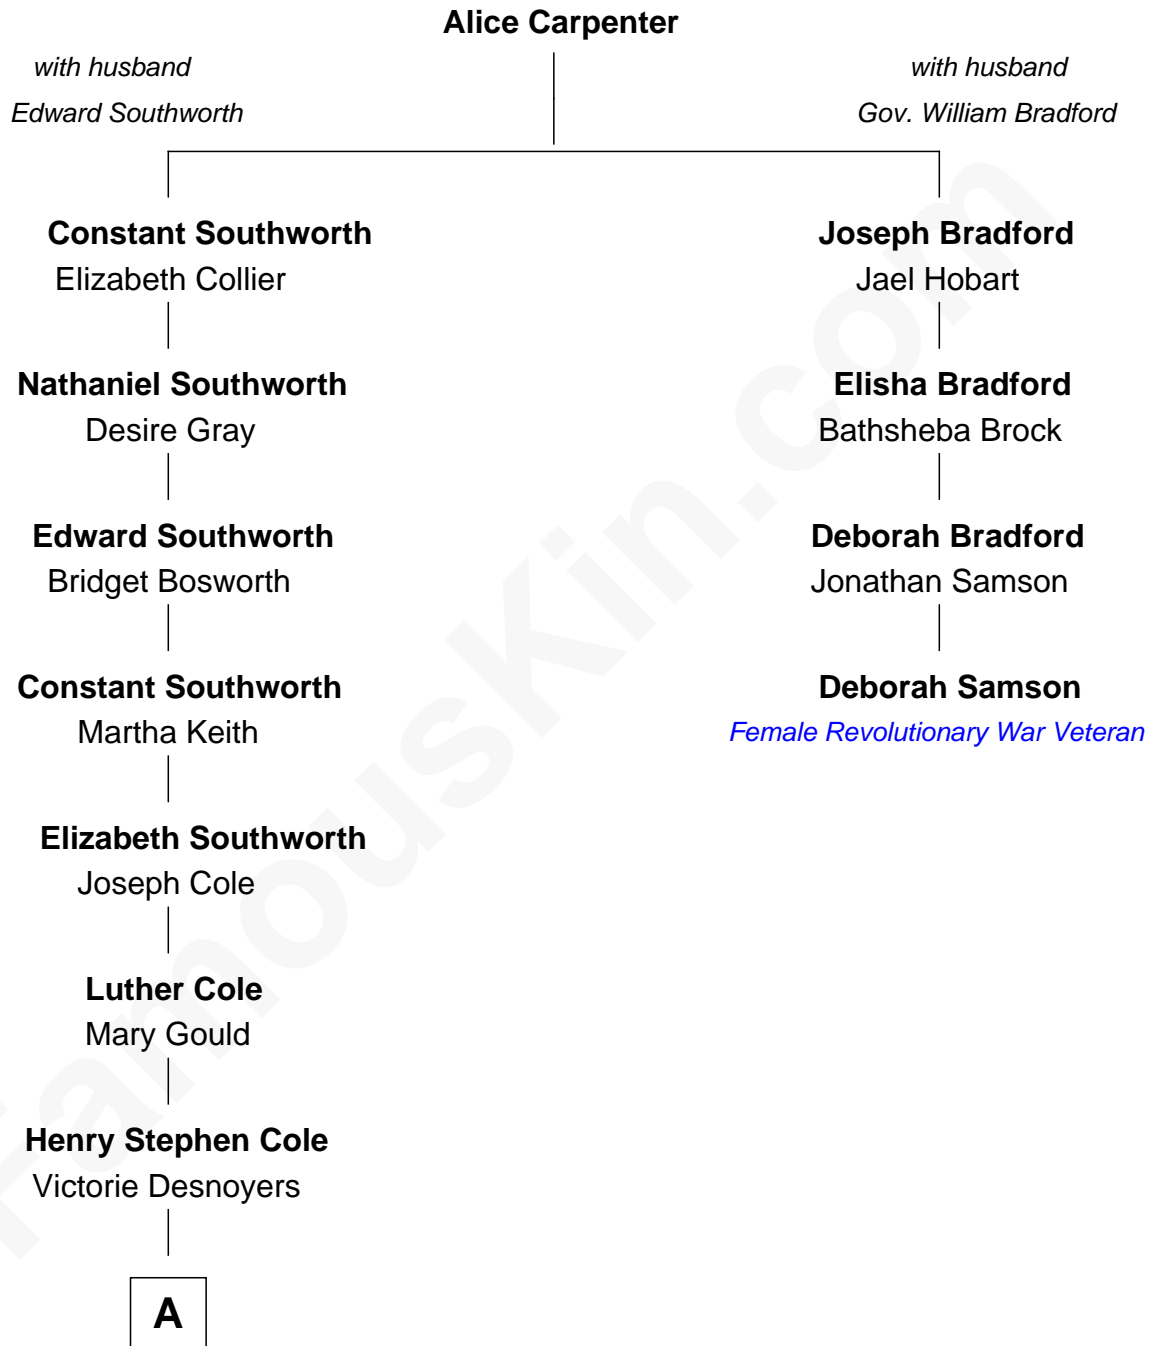 Alice Carpenter
with husband
Edward Southworth
with husband
Gov. William Bradford
Constant Southworth
Elizabeth Collier
Nathaniel Southworth
Desire Gray
Edward Southworth
Bridget Bosworth
Constant Southworth
Martha Keith
Elizabeth Southworth
Joseph Cole
Luther Cole
Mary Gould
Henry Stephen Cole
Victorie Desnoyers
A
Joseph Bradford
Jael Hobart
Elisha Bradford
Bathsheba Brock
Deborah Bradford
Jonathan Samson
Deborah Samson
Female Revolutionary War Veteran
FamousKin.com